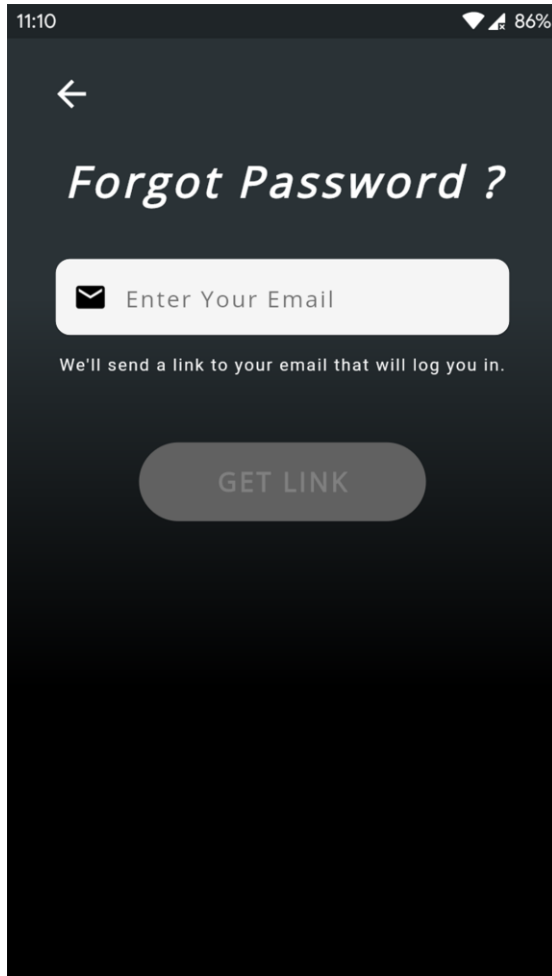 11:10 86%
Forgot Password ?
Enter Your Email
We'll send a link to your email that will log you in.
GET LINK